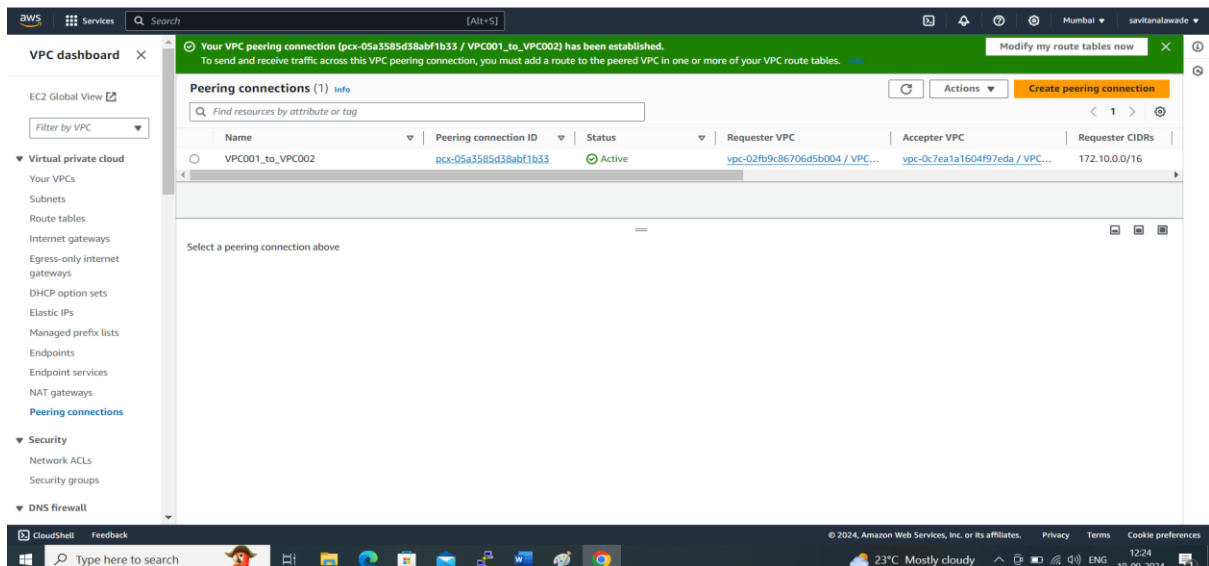 aws Services Search [Alt+S] Mumbai savitanalawade
VPC dashboard
EC2 Global View
Filter by VPC
Virtual private cloud
Your VPCs
Subnets
Route tables
Internet gateways
Egress-only internet
gateways
DHCP option sets
Elastic IPs
Managed prefix lists
Endpoints
Endpoint services
NAT gateways
Peering connections
Security
Network ACLs
Security groups
DNS firewall
Your VPC peering connection (pcx-05a3585d38abf1b33 / VPC001_to_VPC002) has been established.
To send and receive traffic across this VPC peering connection, you must add a route to the peered VPC in one or more of your VPC route tables.
Modify my route tables now
Peering connections (1) Info
Actions
Create peering connection
Find resources by attribute or tag
1
Name Peering connection ID Status Requester VPC Accepter VPC Requester CIDRs
VPC001_to_VPC002 pcx-05a3585d38abf1b33 Active vpc-02fb9c86706d5b004 / VPC... vpc-0c7ea1a1604f97eda / VPC... 172.10.0.0/16
Select a peering connection above
CloudShell Feedback © 2024, Amazon Web Services, Inc. or its affiliates. Privacy Terms Cookie preferences
Type here to search 23°C Mostly cloudy ENG 12:24